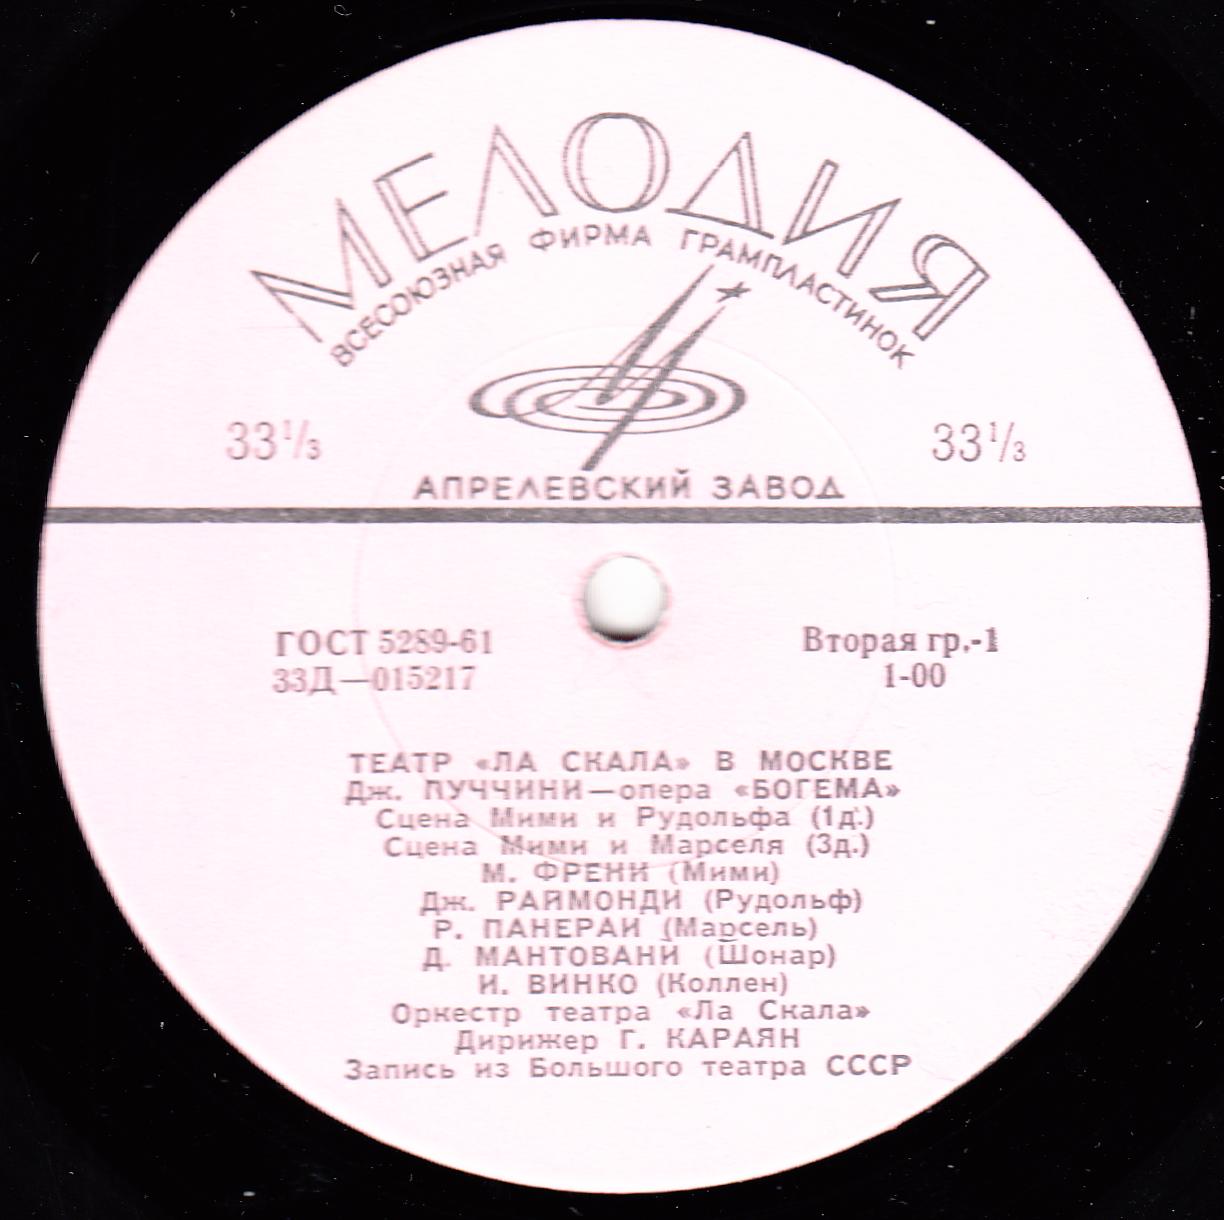 МЕЛОДИЯ
ВСЕСОЮЗНАЯ ФИРМА ГРАМПЛАСТИНОК
33 1/3 33 1/3
АПРЕЛЕВСКИЙ ЗАВОД
ГОСТ 5289-61 Вторая гр.-1
33Д—015217 1-00
ТЕАТР «ЛА СКАЛА» В МОСКВЕ
Дж. ПУЧЧИНИ—опера «БОГЕМА»
Сцена Мими и Рудольфа (1д.)
Сцена Мими и Марселя (3д.)
М. ФРЕНИ (Мими)
Дж. РАЙМОНДИ (Рудольф)
Р. ПАНЕРАИ (Марсель)
Д. МАНТОВАНИ (Шонар)
И. ВИНКО (Коллен)
Оркестр театра «Ла Скала»
Дирижер Г. КАРАЯН
Запись из Большого театра СССР